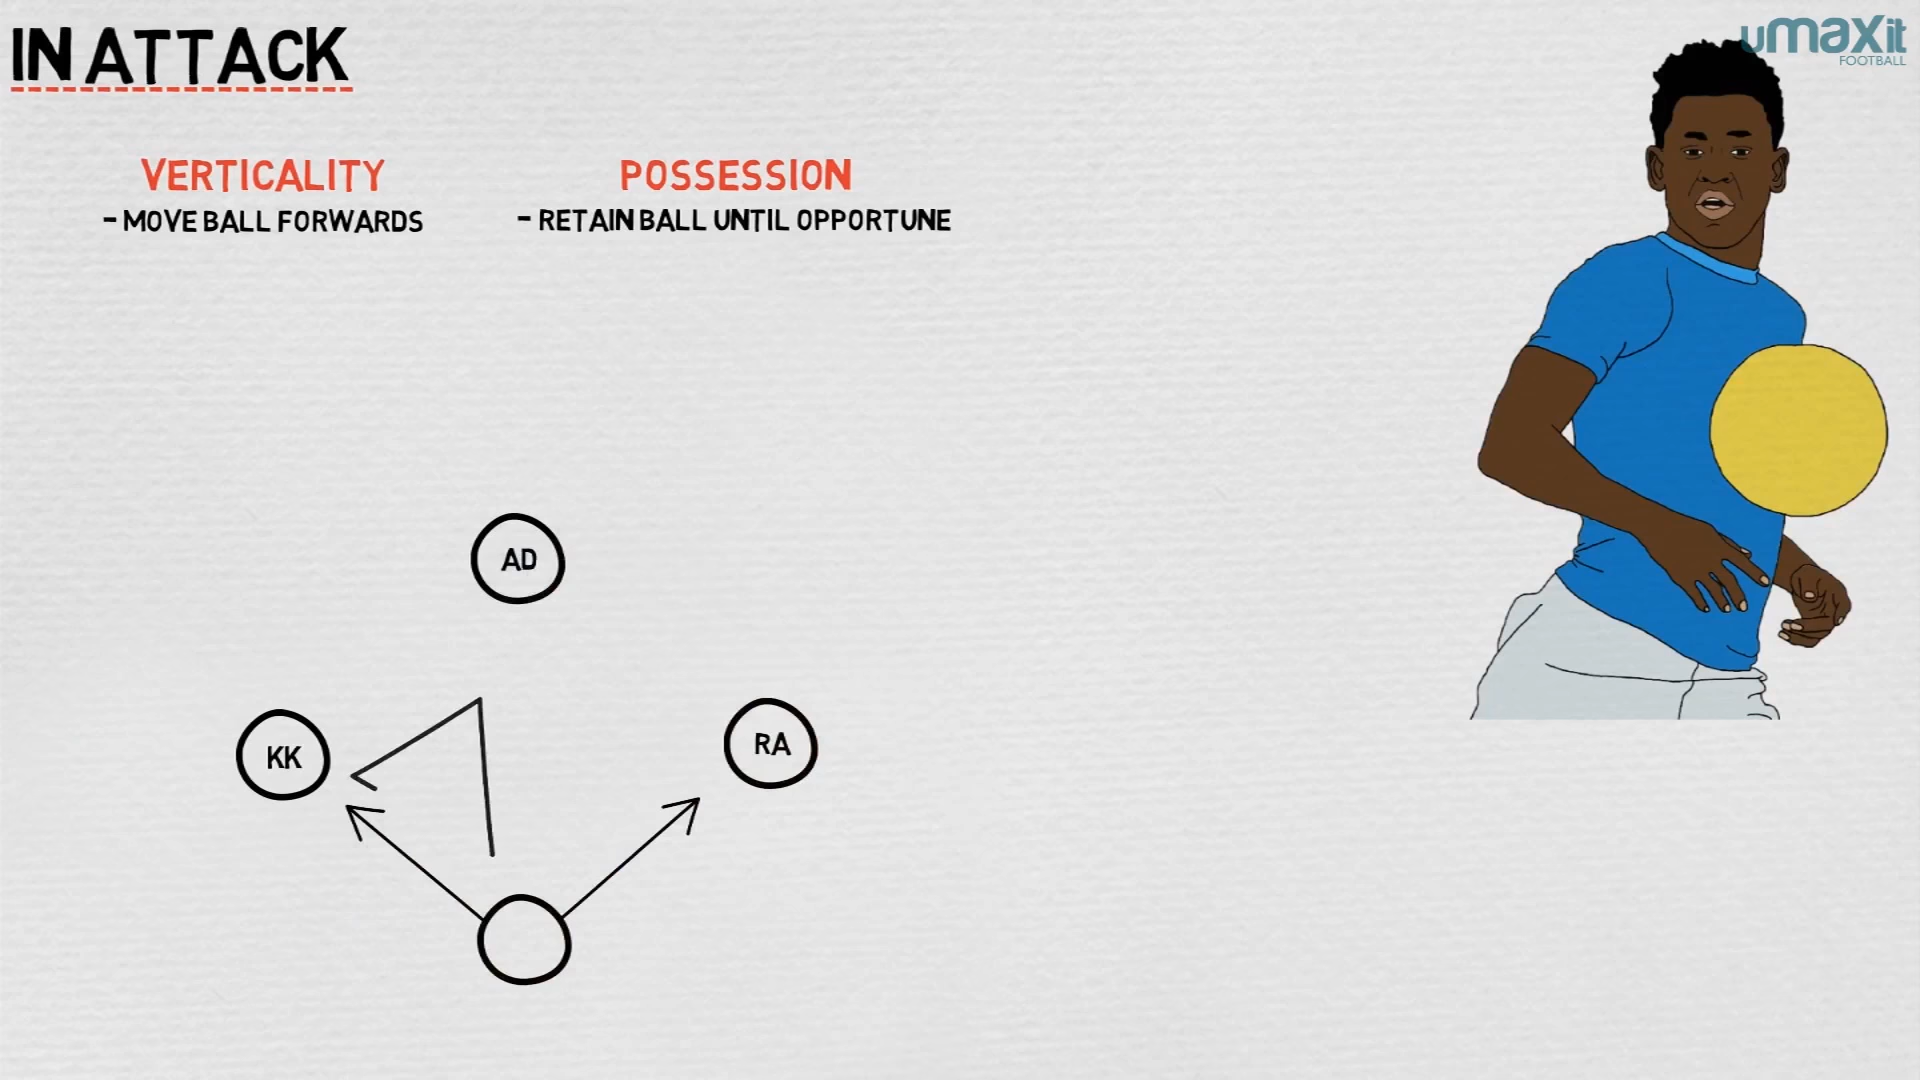 IN ATTACK
uMAXit
FOOTBALL
VERTICALITY
- MOVE BALL FORWARDS
POSSESSION
- RETAIN BALL UNTIL OPPORTUNE
AD
KK
RA